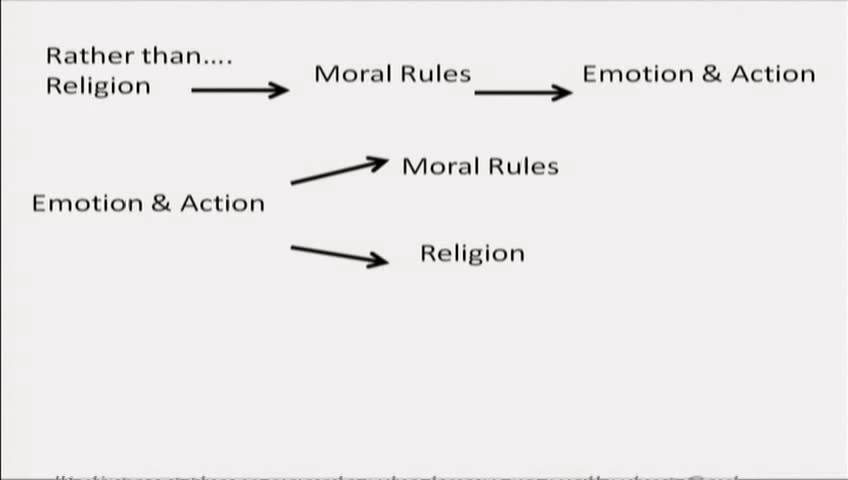 Rather than....
Religion
Moral Rules
Emotion & Action
Moral Rules
Emotion & Action
Religion